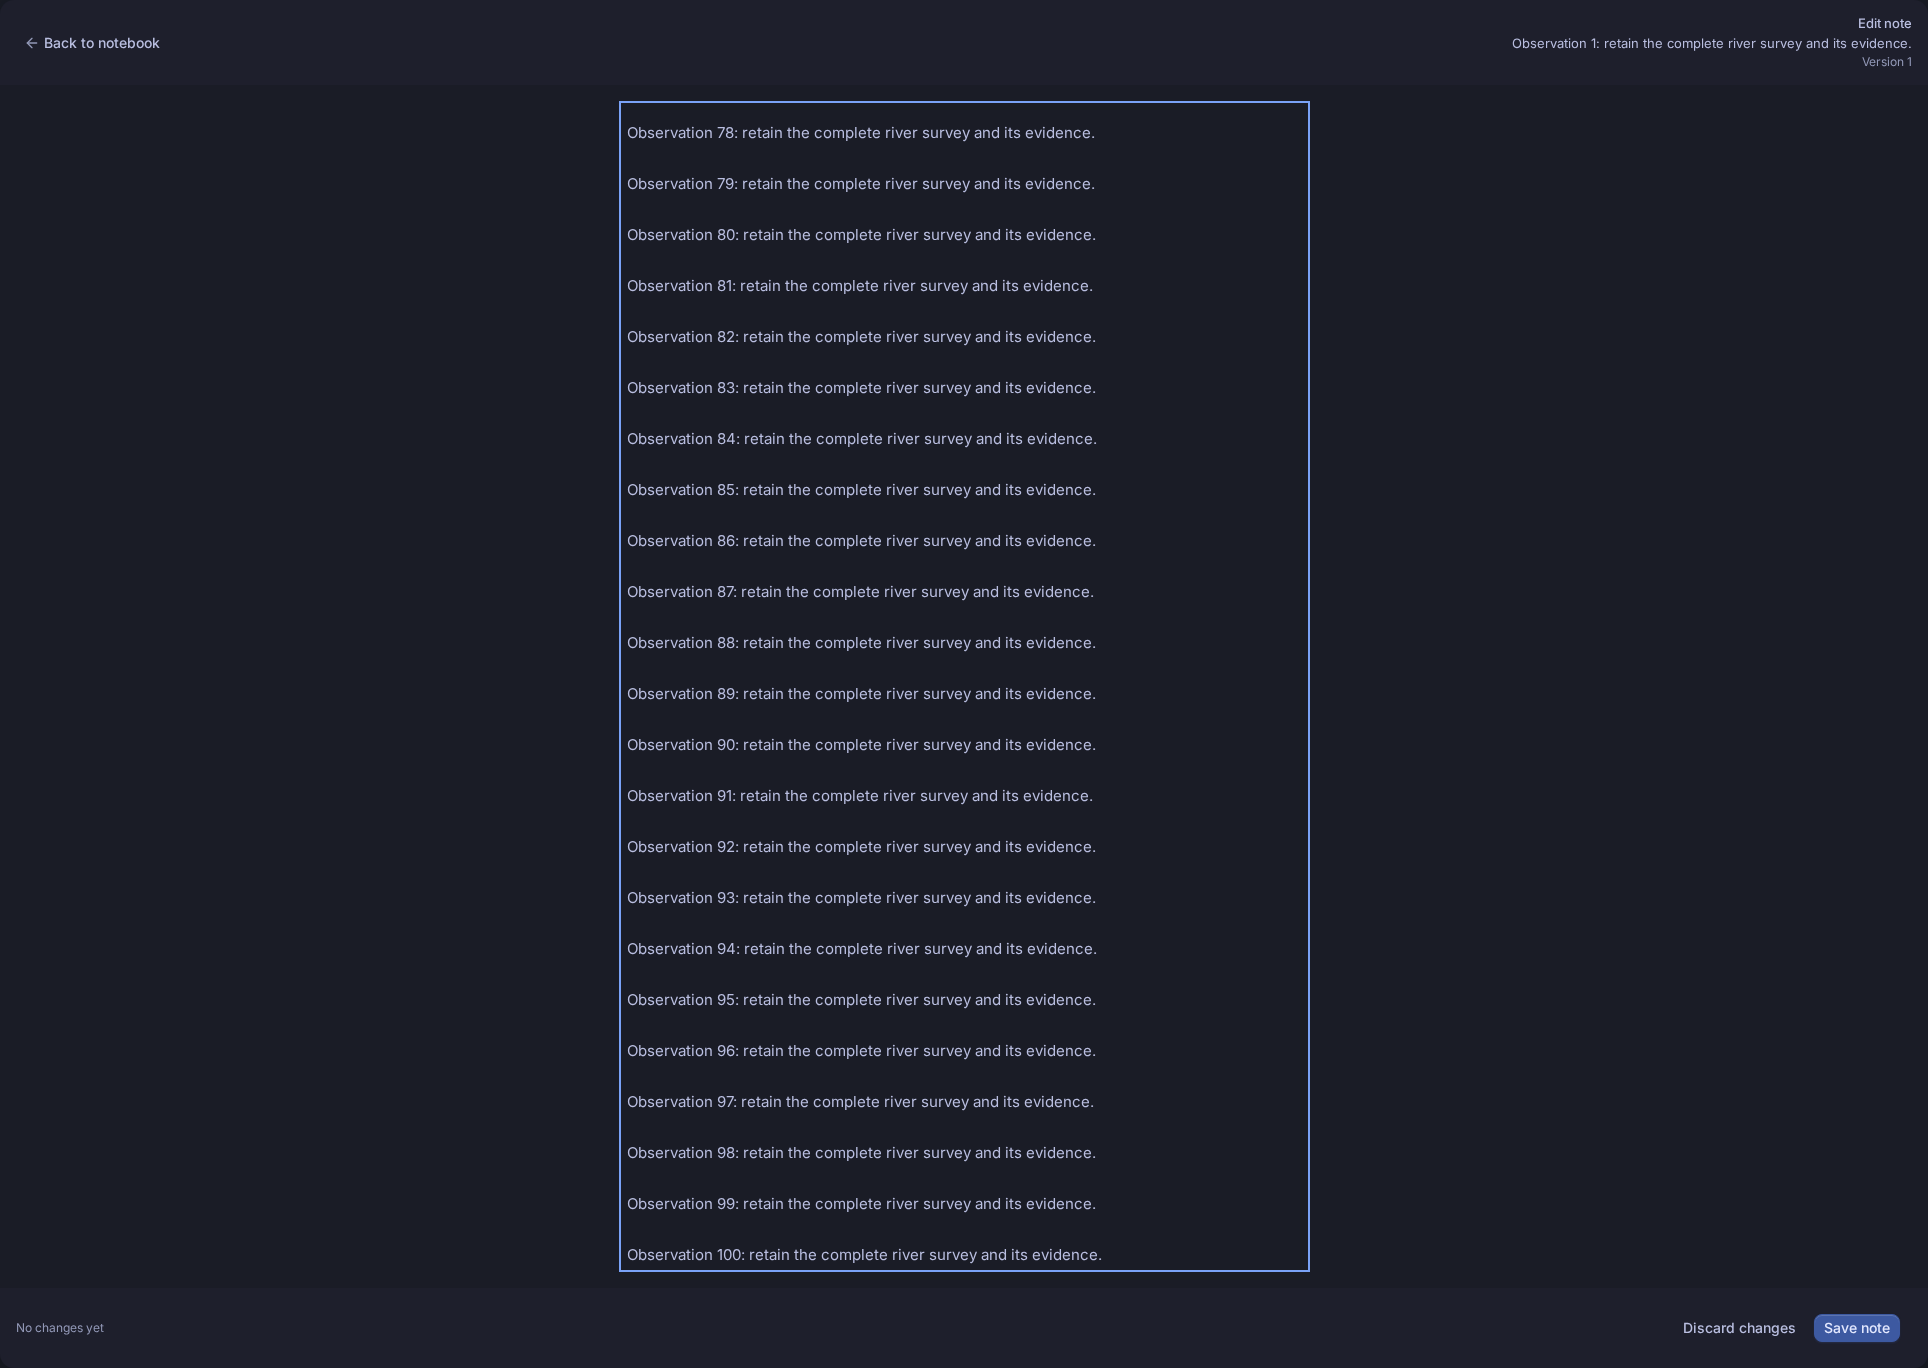 Back to notebook
Edit note
Observation 1: retain the complete river survey and its evidence.
Version 1
Observation 78: retain the complete river survey and its evidence.
Observation 79: retain the complete river survey and its evidence.
Observation 80: retain the complete river survey and its evidence.
Observation 81: retain the complete river survey and its evidence.
Observation 82: retain the complete river survey and its evidence.
Observation 83: retain the complete river survey and its evidence.
Observation 84: retain the complete river survey and its evidence.
Observation 85: retain the complete river survey and its evidence.
Observation 86: retain the complete river survey and its evidence.
Observation 87: retain the complete river survey and its evidence.
Observation 88: retain the complete river survey and its evidence.
Observation 89: retain the complete river survey and its evidence.
Observation 90: retain the complete river survey and its evidence.
Observation 91: retain the complete river survey and its evidence.
Observation 92: retain the complete river survey and its evidence.
Observation 93: retain the complete river survey and its evidence.
Observation 94: retain the complete river survey and its evidence.
Observation 95: retain the complete river survey and its evidence.
Observation 96: retain the complete river survey and its evidence.
Observation 97: retain the complete river survey and its evidence.
Observation 98: retain the complete river survey and its evidence.
Observation 99: retain the complete river survey and its evidence.
Observation 100: retain the complete river survey and its evidence.
No changes yet
Discard changes
Save note